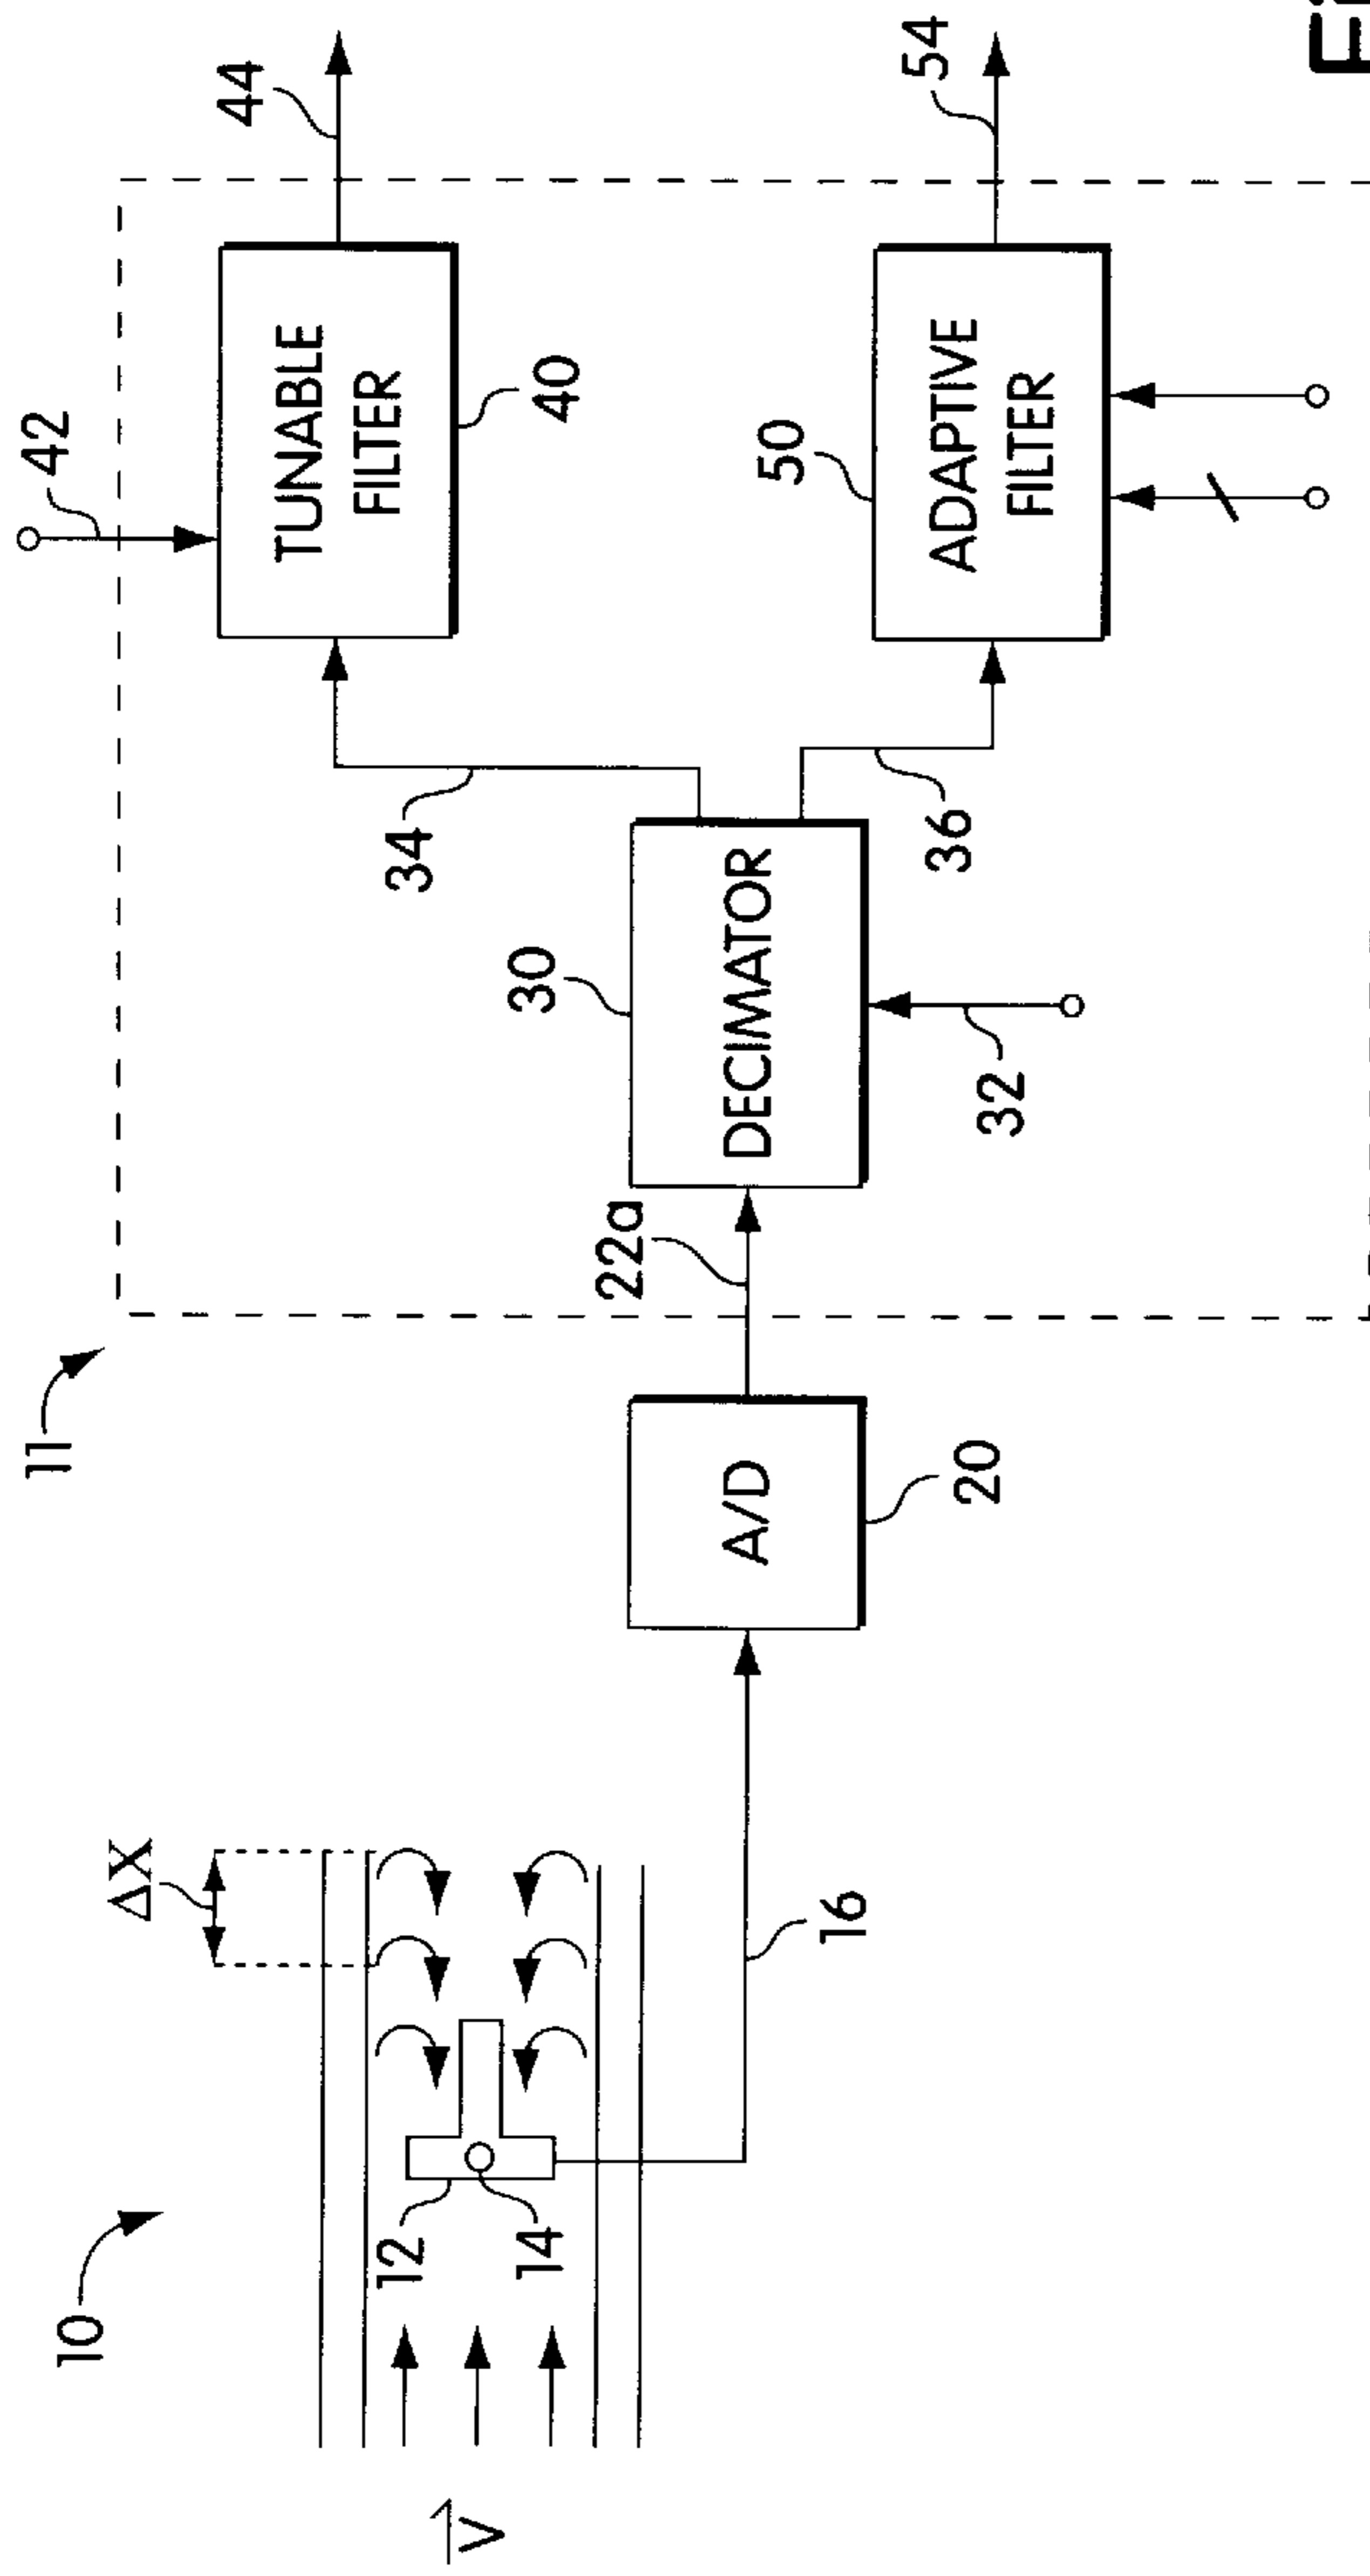 10
11
V
12
14
ΔX
16
A/D
20
22a
DECIMATOR
30
32
34
36
42
TUNABLE
FILTER
40
44
50
ADAPTIVE
FILTER
54